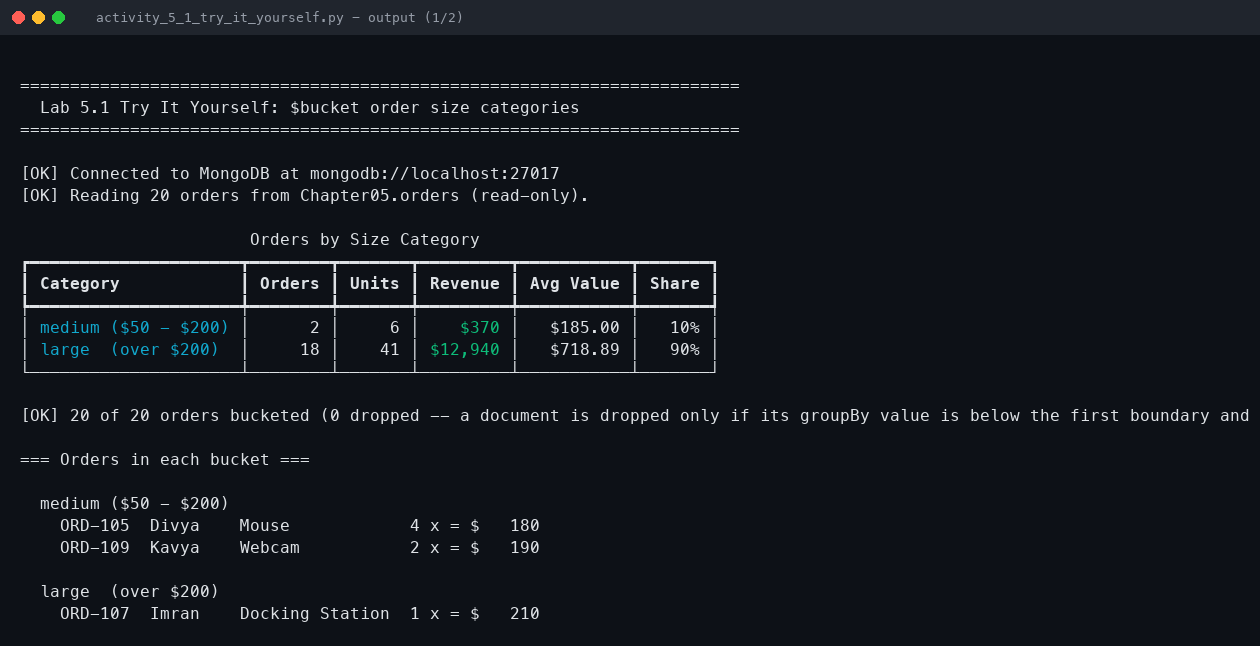 activity_5_1_try_it_yourself.py — output (1/2)
========================================================================
  Lab 5.1 Try It Yourself: $bucket order size categories
========================================================================
[OK] Connected to MongoDB at mongodb://localhost:27017
[OK] Reading 20 orders from Chapter05.orders (read-only).
Orders by Size Category
Category Orders Units Revenue Avg Value Share
medium ($50 - $200) 2 6 $370 $185.00 10%
large  (over $200) 18 41 $12,940 $718.89 90%
[OK] 20 of 20 orders bucketed (0 dropped -- a document is dropped only if its groupBy value is below the first boundary and
=== Orders in each bucket ===
  medium ($50 - $200)
    ORD-105  Divya    Mouse            4 x = $   180
    ORD-109  Kavya    Webcam           2 x = $   190
  large  (over $200)
    ORD-107  Imran    Docking Station  1 x = $   210